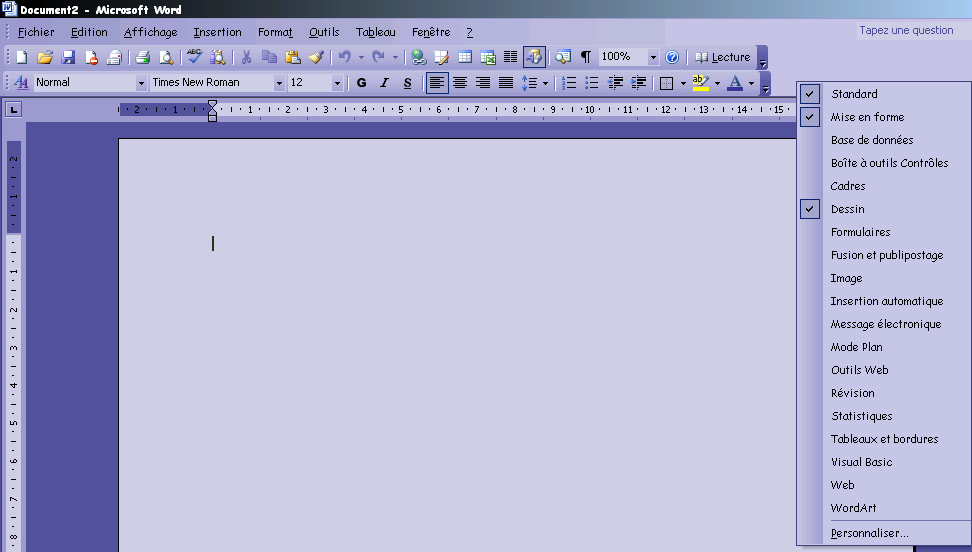 Document2 - Microsoft Word
Fichier Edition Affichage Insertion Format Outils Tableau Fenêtre ? Tapez une question
ABC ¶ 100% Lecture
Normal Times New Roman 12 G I S ab A
L 2 1 1 2 3 4 5 6 7 8 9 10 11 12 13 14 15
2
1
1
2
3
4
5
6
7
8
Standard
Mise en forme
Base de données
Boîte à outils Contrôles
Cadres
Dessin
Formulaires
Fusion et publipostage
Image
Insertion automatique
Message électronique
Mode Plan
Outils Web
Révision
Statistiques
Tableaux et bordures
Visual Basic
Web
WordArt
Personnaliser...